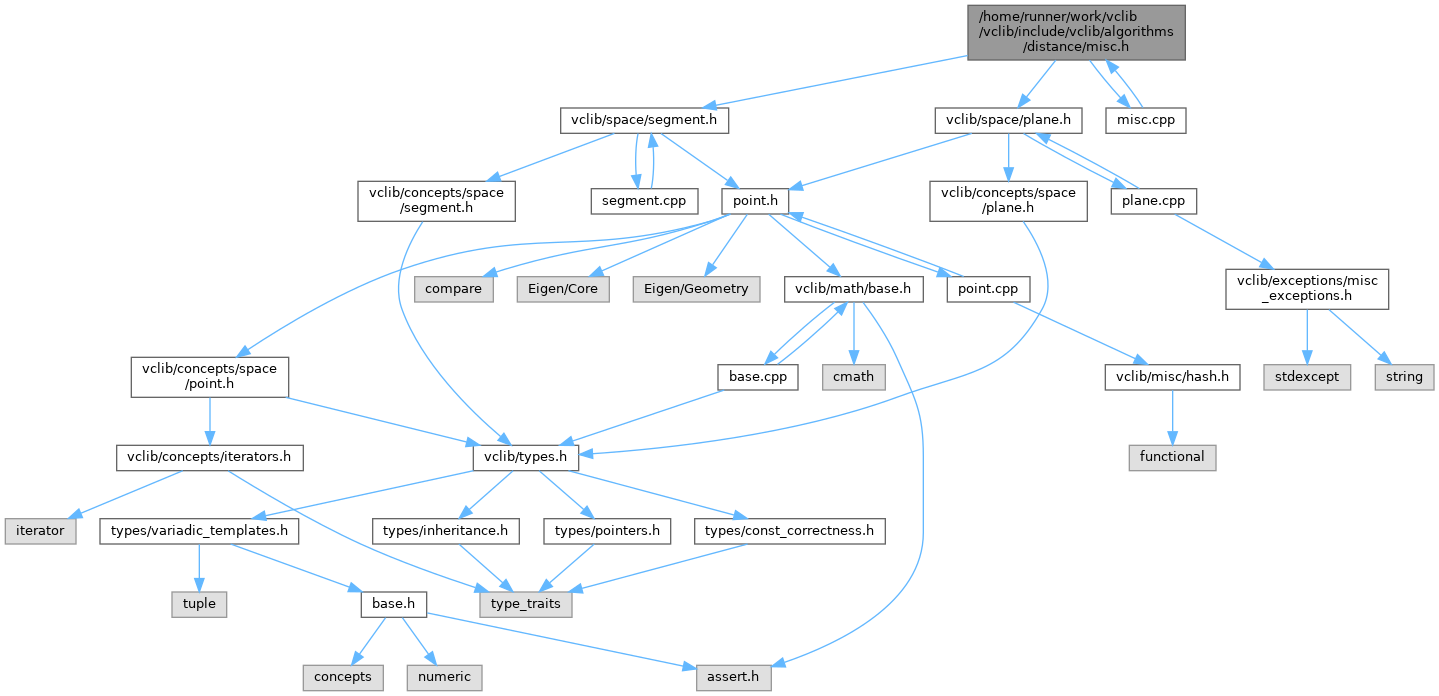 /home/runner/work/vclib
/vclib/include/vclib/algorithms
/distance/misc.h
vclib/space/segment.h
vclib/space/plane.h
misc.cpp
vclib/concepts/space
/segment.h
segment.cpp
point.h
vclib/concepts/space
/plane.h
plane.cpp
compare
Eigen/Core
Eigen/Geometry
vclib/math/base.h
point.cpp
vclib/exceptions/misc
_exceptions.h
vclib/concepts/space
/point.h
base.cpp
cmath
vclib/misc/hash.h
stdexcept
string
vclib/concepts/iterators.h
vclib/types.h
functional
iterator
types/variadic_templates.h
types/inheritance.h
types/pointers.h
types/const_correctness.h
tuple
base.h
type_traits
concepts
numeric
assert.h